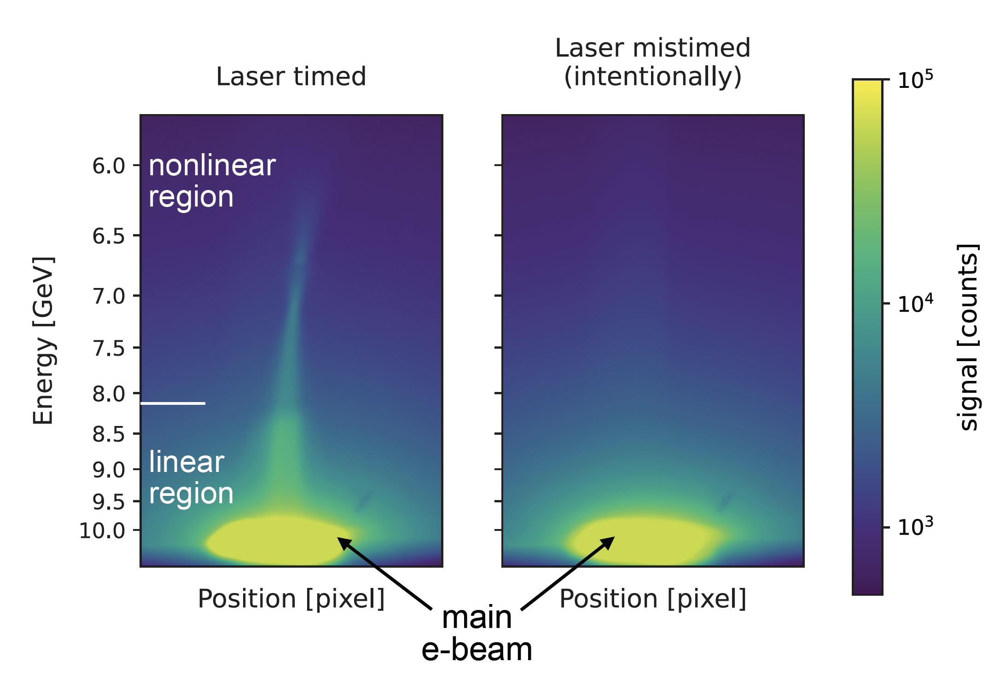 Laser timed
Laser mistimed
(intentionally)
Energy [GeV]
6.0
6.5
7.0
7.5
8.0
8.5
9.0
9.5
10.0
nonlinear
region
linear
region
Position [pixel]
Position [pixel]
main
e-beam
10⁵
10⁴
10³
signal [counts]